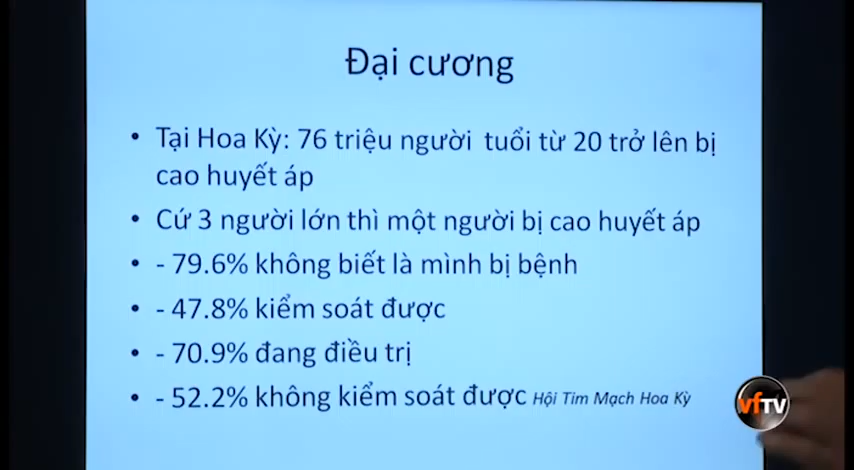 Đại cương
• Tại Hoa Kỳ: 76 triệu người tuổi từ 20 trở lên bị
cao huyết áp
• Cứ 3 người lớn thì một người bị cao huyết áp
• - 79.6% không biết là mình bị bệnh
• - 47.8% kiểm soát được
• - 70.9% đang điều trị
• - 52.2% không kiểm soát được Hội Tim Mạch Hoa Kỳ
vfTV